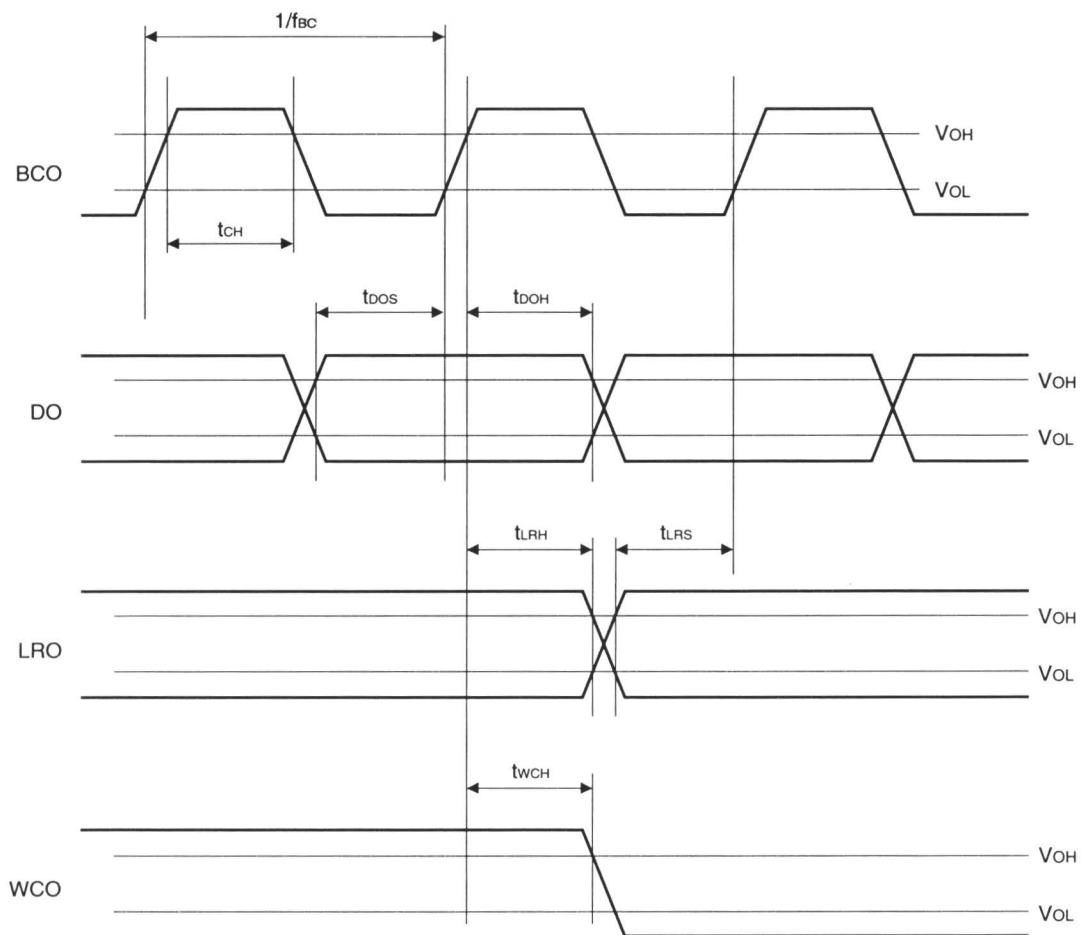 1/fBC
VOH
BCO
VOL
tCH
tDOS
tDOH
VOH
DO
VOL
tLRH
tLRS
VOH
LRO
VOL
tWCH
VOH
WCO
VOL